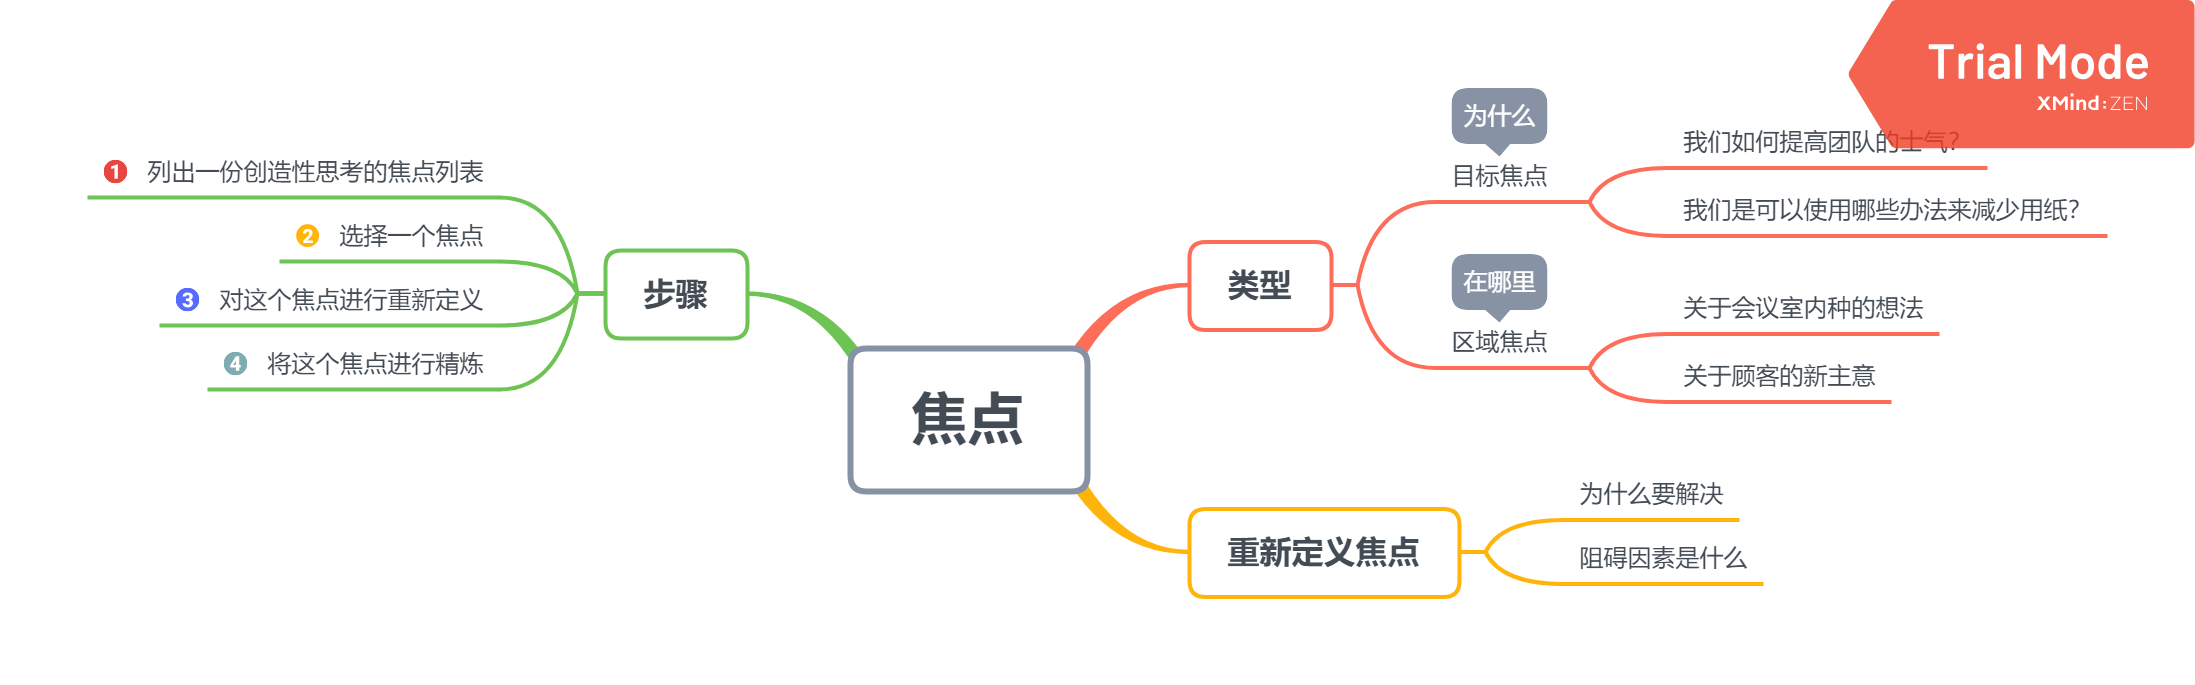 Trial Mode
XMind:ZEN
焦点
类型
为什么
目标焦点
我们如何提高团队的士气?
我们是可以使用哪些办法来减少用纸?
在哪里
区域焦点
关于会议室内种的想法
关于顾客的新主意
重新定义焦点
为什么要解决
阻碍因素是什么
步骤
1 列出一份创造性思考的焦点列表
2 选择一个焦点
3 对这个焦点进行重新定义
4 将这个焦点进行精炼